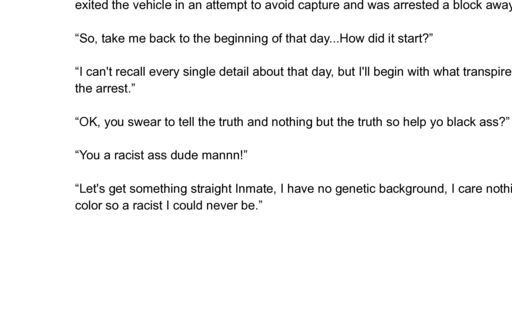 exited the vehicle in an attempt to avoid capture and was arrested a block away
“So, take me back to the beginning of that day...How did it start?”
“I can't recall every single detail about that day, but I'll begin with what transpire
the arrest.”
“OK, you swear to tell the truth and nothing but the truth so help yo black ass?”
“You a racist ass dude mannn!”
“Let's get something straight Inmate, I have no genetic background, I care nothi
color so a racist I could never be.”